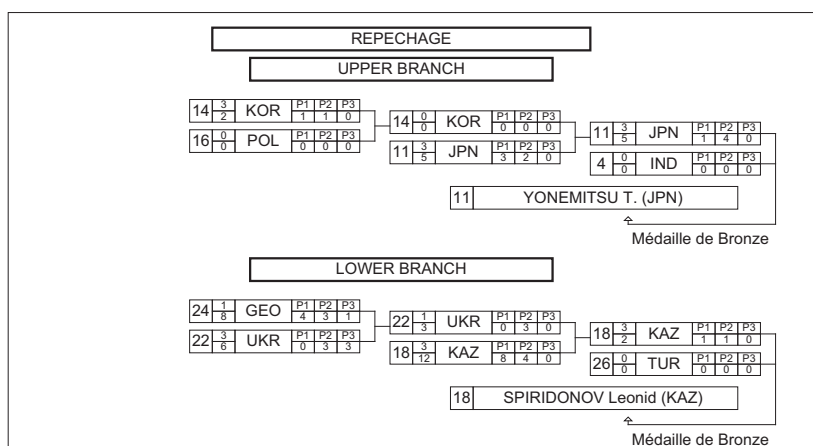 REPECHAGE
UPPER BRANCH
14 3 2 KOR P1 P2 P3 1 1 0
16 0 0 POL P1 P2 P3 0 0 0
14 0 0 KOR P1 P2 P3 0 0 0
11 3 5 JPN P1 P2 P3 3 2 0
11 3 5 JPN P1 P2 P3 1 4 0
4 0 0 IND P1 P2 P3 0 0 0
11 YONEMITSU T. (JPN)
Médaille de Bronze
LOWER BRANCH
24 1 8 GEO P1 P2 P3 4 3 1
22 3 6 UKR P1 P2 P3 0 3 3
22 1 3 UKR P1 P2 P3 0 3 0
18 3 12 KAZ P1 P2 P3 8 4 0
18 3 2 KAZ P1 P2 P3 1 1 0
26 0 0 TUR P1 P2 P3 0 0 0
18 SPIRIDONOV Leonid (KAZ)
Médaille de Bronze